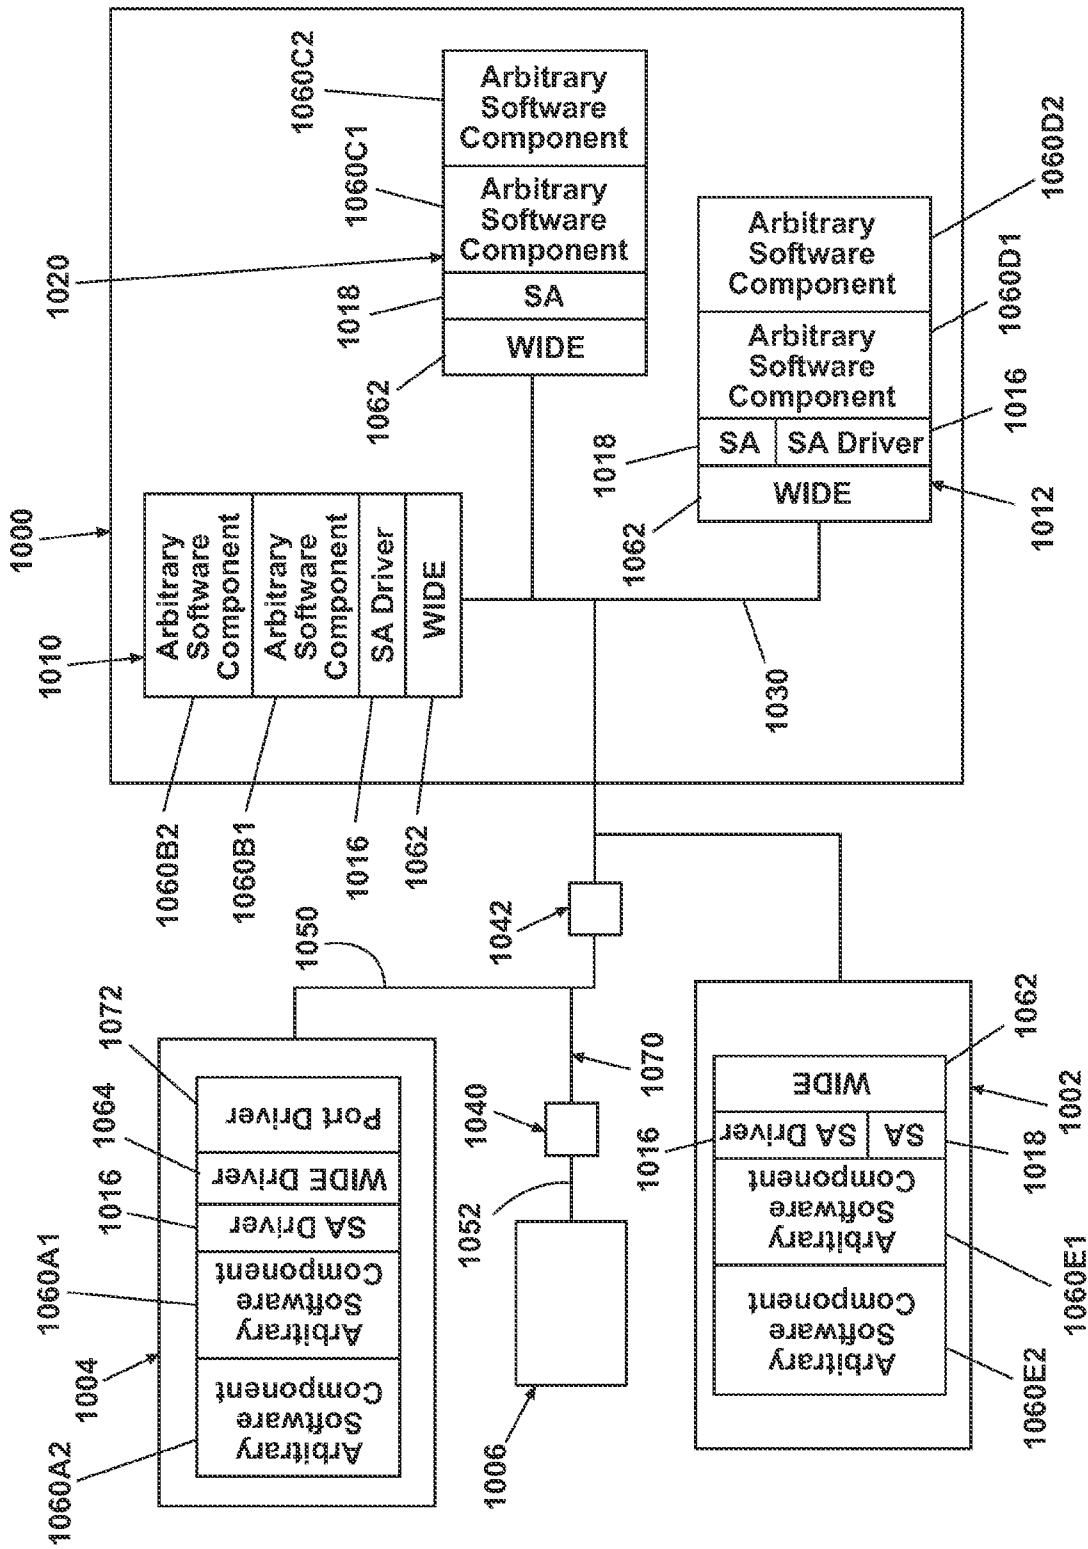 1000
1010
Arbitrary
Software
Component
Arbitrary
Software
Component
SA Driver
WIDE
1060B2
1060B1
1016
1062
1020
1062
1018
1060C1
1060C2
WIDE
SA
Arbitrary
Software
Component
Arbitrary
Software
Component
1062
1018
WIDE
SA
SA Driver
Arbitrary
Software
Component
Arbitrary
Software
Component
1012
1016
1060D1
1060D2
1030
1042
1050
1004
1060A2
1060A1
1016
1064
1072
Arbitrary
Software
Component
Arbitrary
Software
Component
SA Driver
WIDE Driver
Port Driver
1006
1052
1040
1070
1016
Arbitrary
Software
Component
Arbitrary
Software
Component
SA Driver
SA
WIDE
1060E2
1060E1
1018
1002
1062